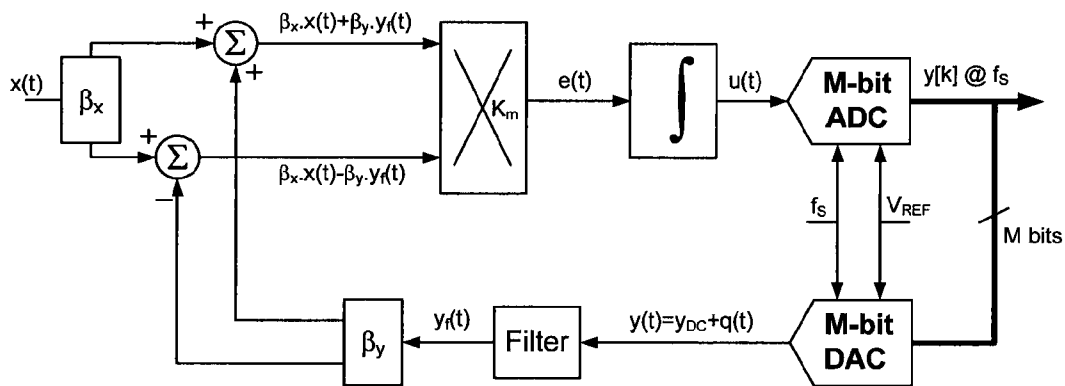 +
βx.x(t)+βy.yf(t)
Σ
+
x(t)
βx
Km
e(t)
∫
u(t)
M-bit
ADC
y[k] @ fS
+
Σ
−
βx.x(t)-βy.yf(t)
fS
VREF
M bits
βy
yf(t)
Filter
y(t)=yDC+q(t)
M-bit
DAC